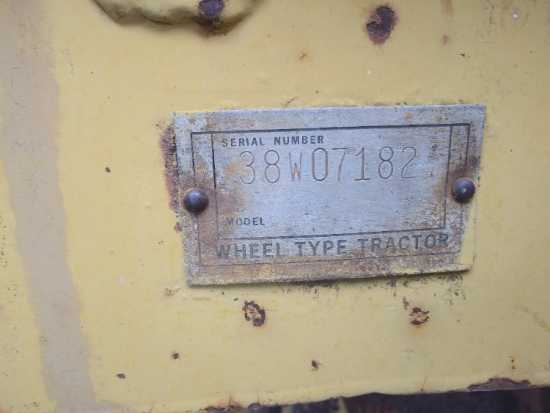 SERIAL NUMBER
38W07182
MODEL
WHEEL TYPE TRACTOR